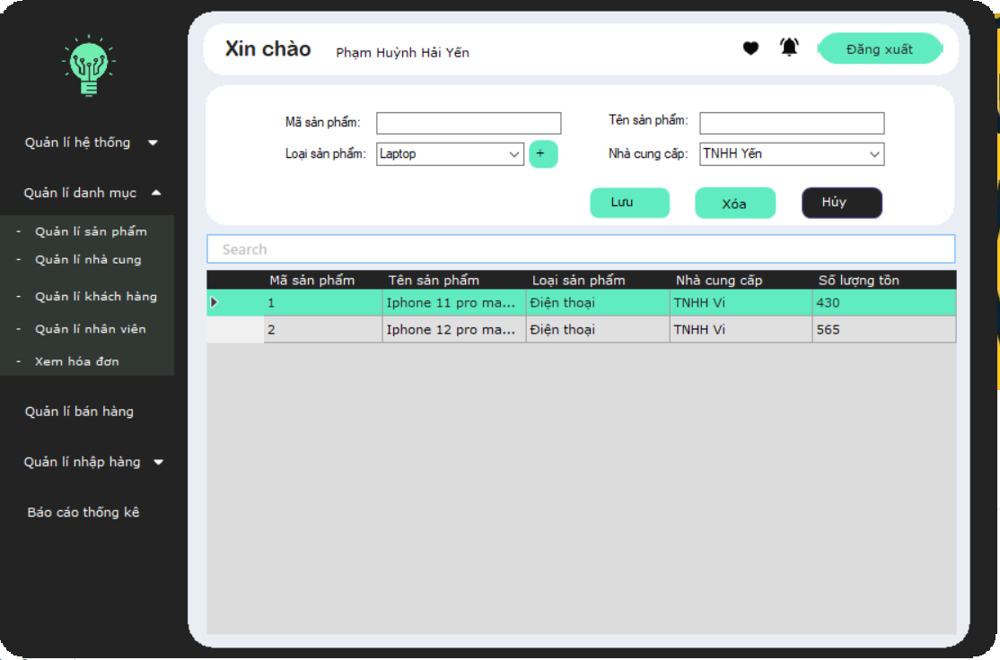 Xin chào Phạm Huỳnh Hải Yến Đăng xuất
Quản lí hệ thống
Quản lí danh mục
- Quản lí sản phẩm
- Quản lí nhà cung
- Quản lí khách hàng
- Quản lí nhân viên
- Xem hóa đơn
Quản lí bán hàng
Quản lí nhập hàng
Báo cáo thống kê
Mã sản phẩm: Tên sản phẩm:
Loại sản phẩm: Laptop + Nhà cung cấp: TNHH Yến
Lưu Xóa Hủy
Search
Mã sản phẩm Tên sản phẩm Loại sản phẩm Nhà cung cấp Số lượng tồn
1 Iphone 11 pro ma... Điện thoại TNHH Vi 430
2 Iphone 12 pro ma... Điện thoại TNHH Vi 565